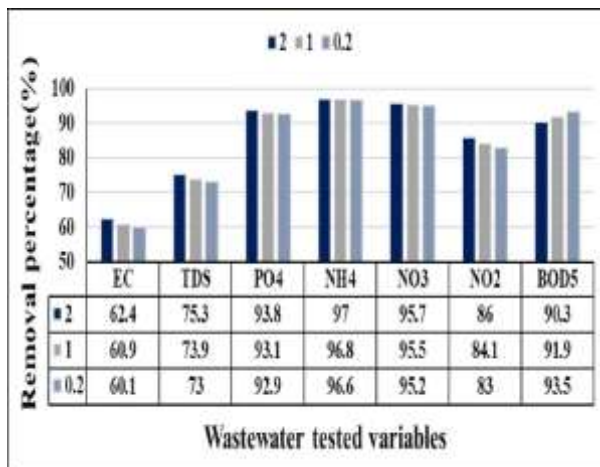 2 1 0.2
Removal percentage(%)
100
90
80
70
60
50
EC TDS PO4 NH4 NO3 NO2 BOD5
2 62.4 75.3 93.8 97 95.7 86 90.3
1 60.9 73.9 93.1 96.8 95.5 84.1 91.9
0.2 60.1 73 92.9 96.6 95.2 83 93.5
Wastewater tested variables